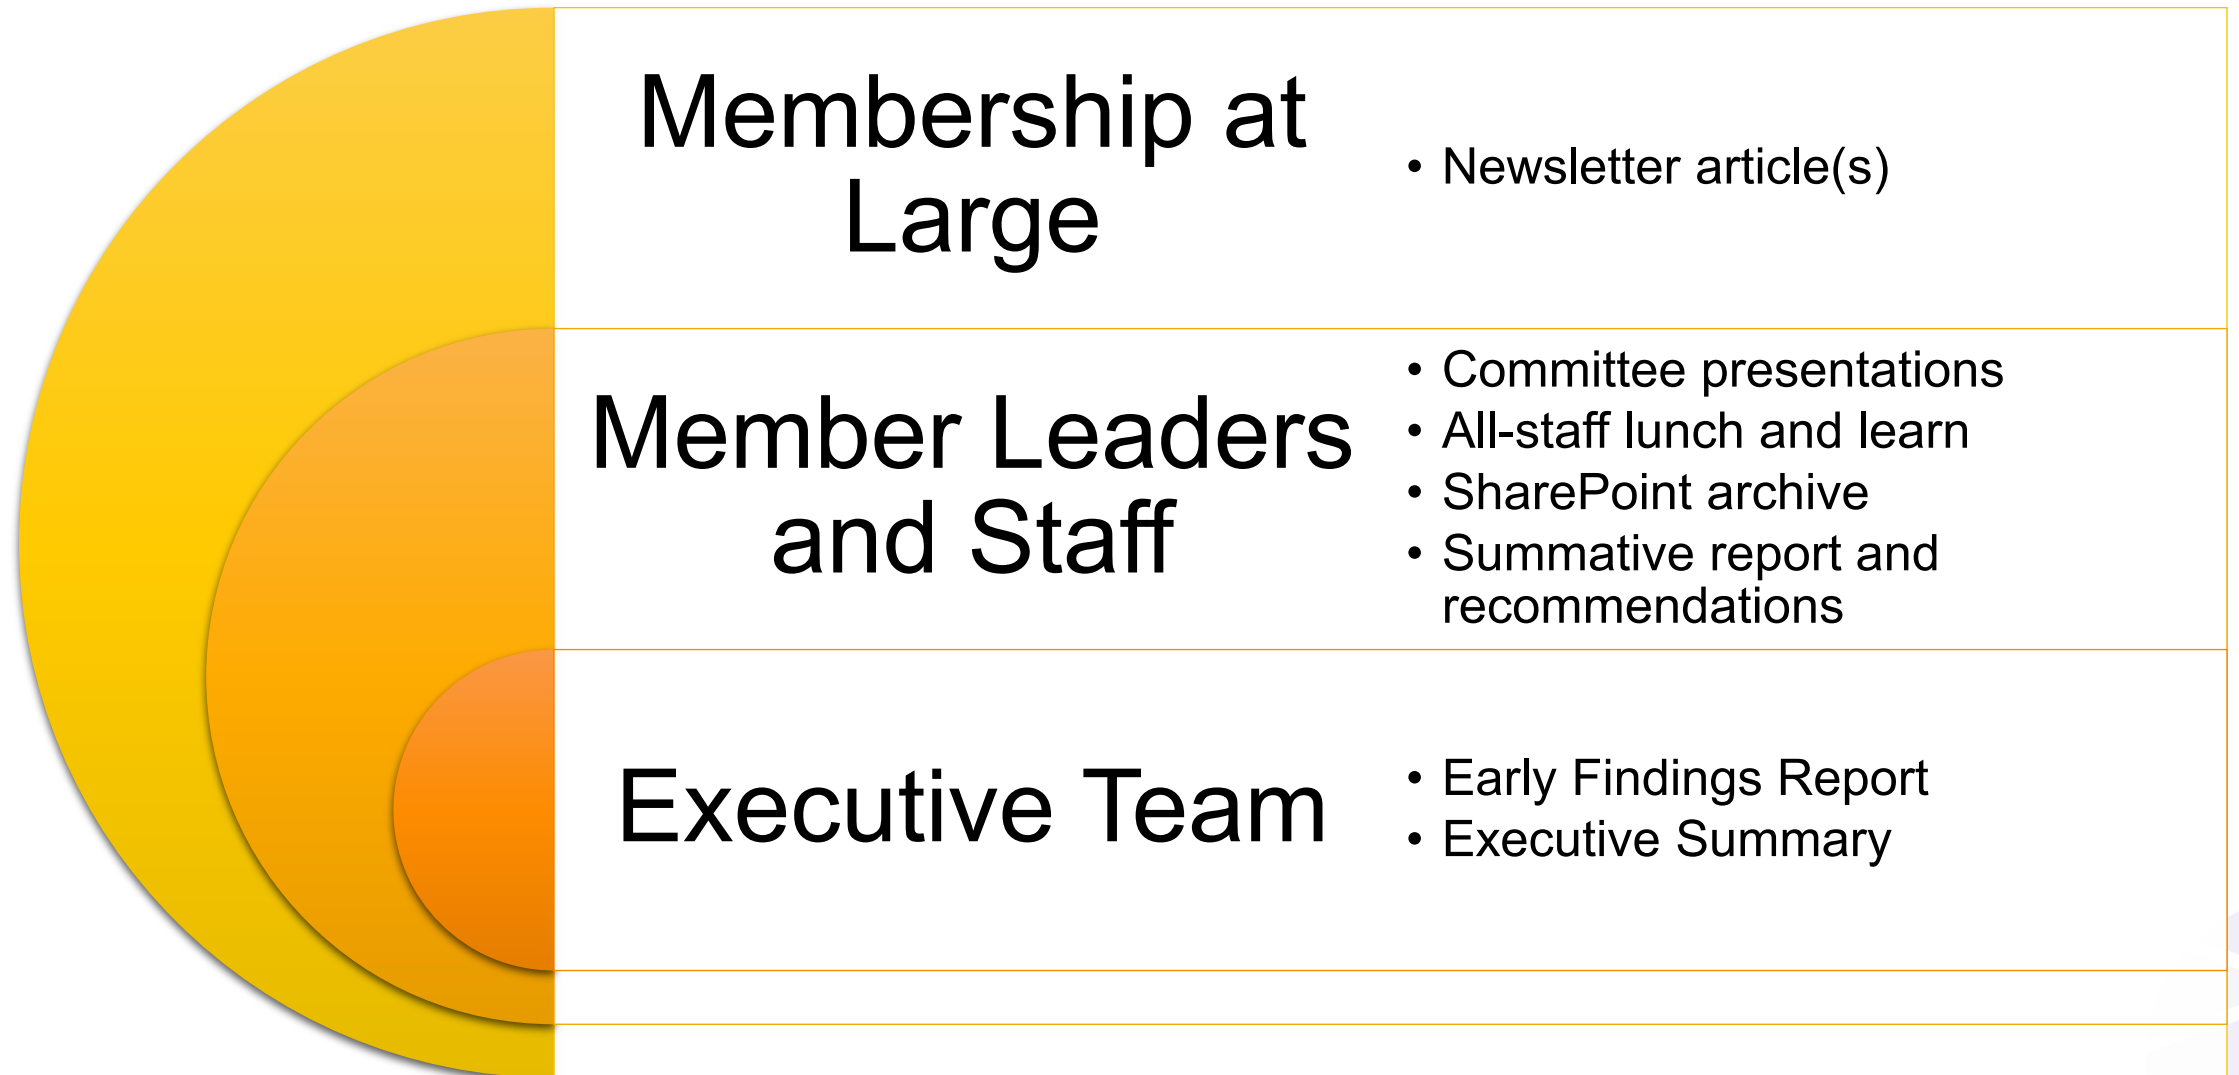 Membership at
Large
• Newsletter article(s)
Member Leaders
and Staff
• Committee presentations
• All-staff lunch and learn
• SharePoint archive
• Summative report and
recommendations
Executive Team
• Early Findings Report
• Executive Summary